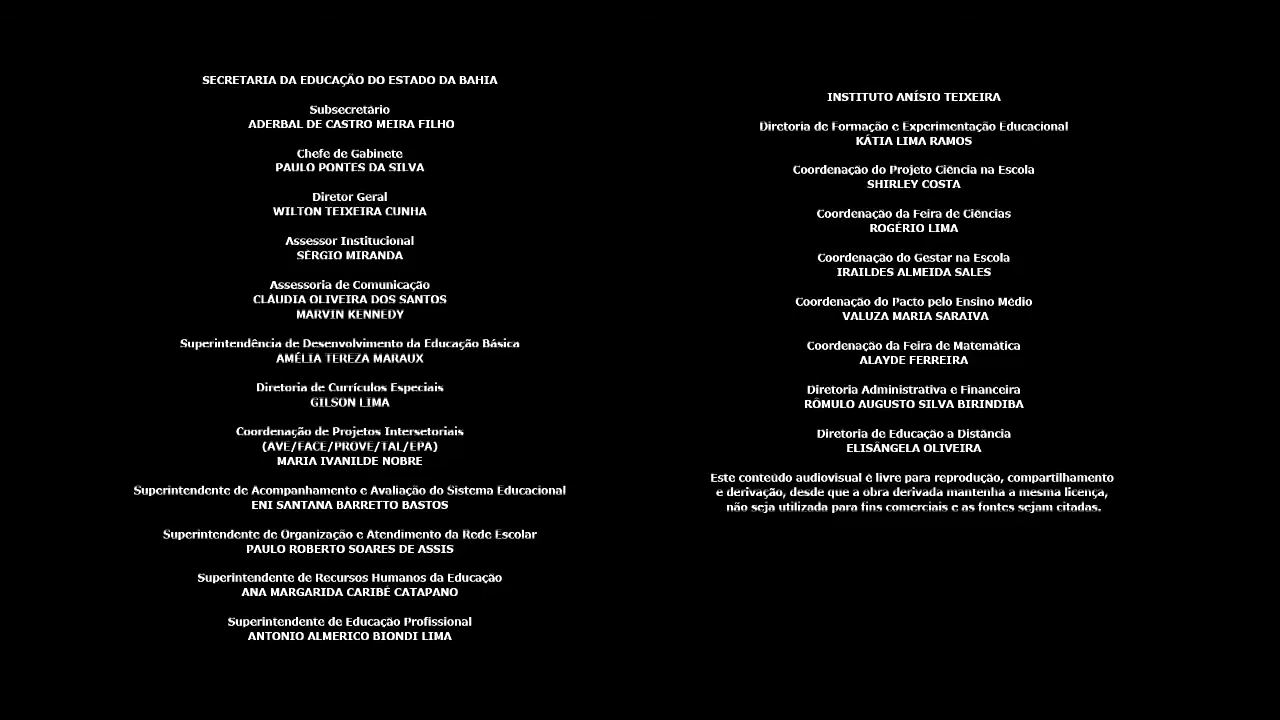 SECRETARIA DA EDUCAÇÃO DO ESTADO DA BAHIA
Subsecretário
ADERBAL DE CASTRO MEIRA FILHO
Chefe de Gabinete
PAULO PONTES DA SILVA
Diretor Geral
WILTON TEIXEIRA CUNHA
Assessor Institucional
SÉRGIO MIRANDA
Assessoria de Comunicação
CLÁUDIA OLIVEIRA DOS SANTOS
MARVIN KENNEDY
Superintendência de Desenvolvimento da Educação Básica
AMÉLIA TEREZA MARAUX
Diretoria de Currículos Especiais
GILSON LIMA
Coordenação de Projetos Intersetoriais
(AVE/FACE/PROVE/TAL/EPA)
MARIA IVANILDE NOBRE
Superintendente de Acompanhamento e Avaliação do Sistema Educacional
ENI SANTANA BARRETTO BASTOS
Superintendente de Organização e Atendimento da Rede Escolar
PAULO ROBERTO SOARES DE ASSIS
Superintendente de Recursos Humanos da Educação
ANA MARGARIDA CARIBÉ CATAPANO
Superintendente de Educação Profissional
ANTONIO ALMERICO BIONDI LIMA
INSTITUTO ANÍSIO TEIXEIRA
Diretoria de Formação e Experimentação Educacional
KÁTIA LIMA RAMOS
Coordenação do Projeto Ciência na Escola
SHIRLEY COSTA
Coordenação da Feira de Ciências
ROGÉRIO LIMA
Coordenação do Gestar na Escola
IRAILDES ALMEIDA SALES
Coordenação do Pacto pelo Ensino Médio
VALUZA MARIA SARAIVA
Coordenação da Feira de Matemática
ALAYDE FERREIRA
Diretoria Administrativa e Financeira
RÔMULO AUGUSTO SILVA BIRINDIBA
Diretoria de Educação a Distância
ELISÂNGELA OLIVEIRA
Este conteúdo audiovisual é livre para reprodução, compartilhamento
e derivação, desde que a obra derivada mantenha a mesma licença,
não seja utilizada para fins comerciais e as fontes sejam citadas.